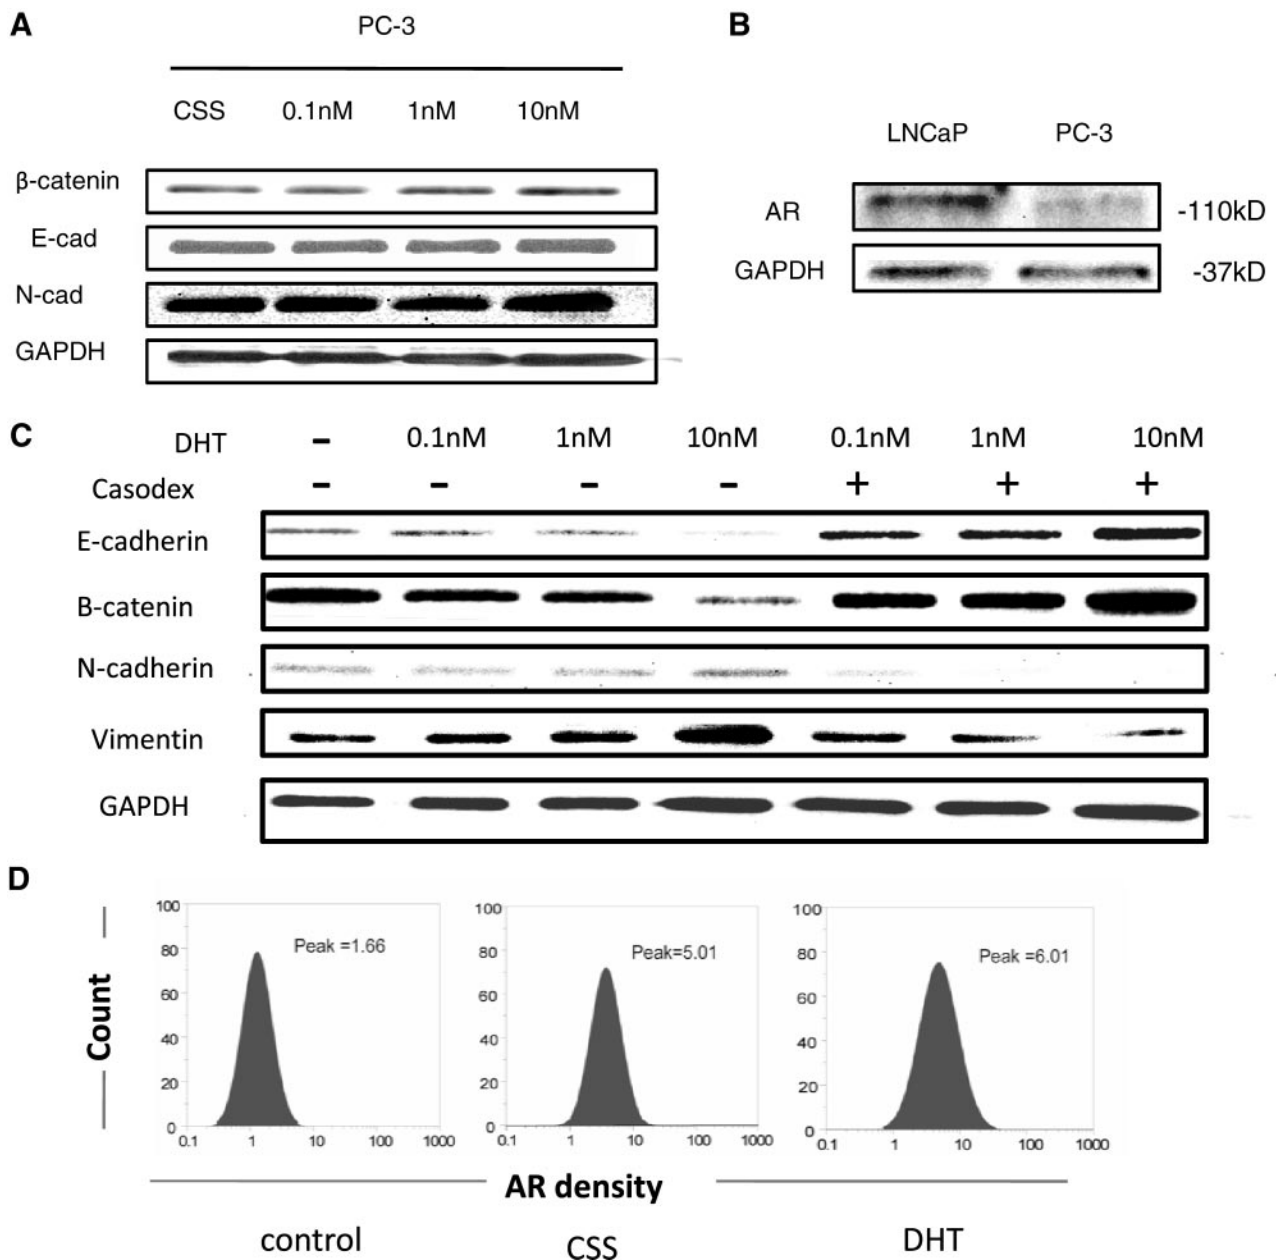 A
PC-3
CSS 0.1nM 1nM 10nM
β-catenin
E-cad
N-cad
GAPDH
B
LNCaP PC-3
AR -110kD
GAPDH -37kD
C
DHT - 0.1nM 1nM 10nM 0.1nM 1nM 10nM
Casodex - - - - + + +
E-cadherin
B-catenin
N-cadherin
Vimentin
GAPDH
D
Count
100
80
60
40
20
0
0.1 1 10 100 1000
Peak =1.66
100
80
60
40
20
0
0.1 1 10 100 1000
Peak=5.01
100
80
60
40
20
0
0.1 1 10 100 1000
Peak =6.01
AR density
control CSS DHT